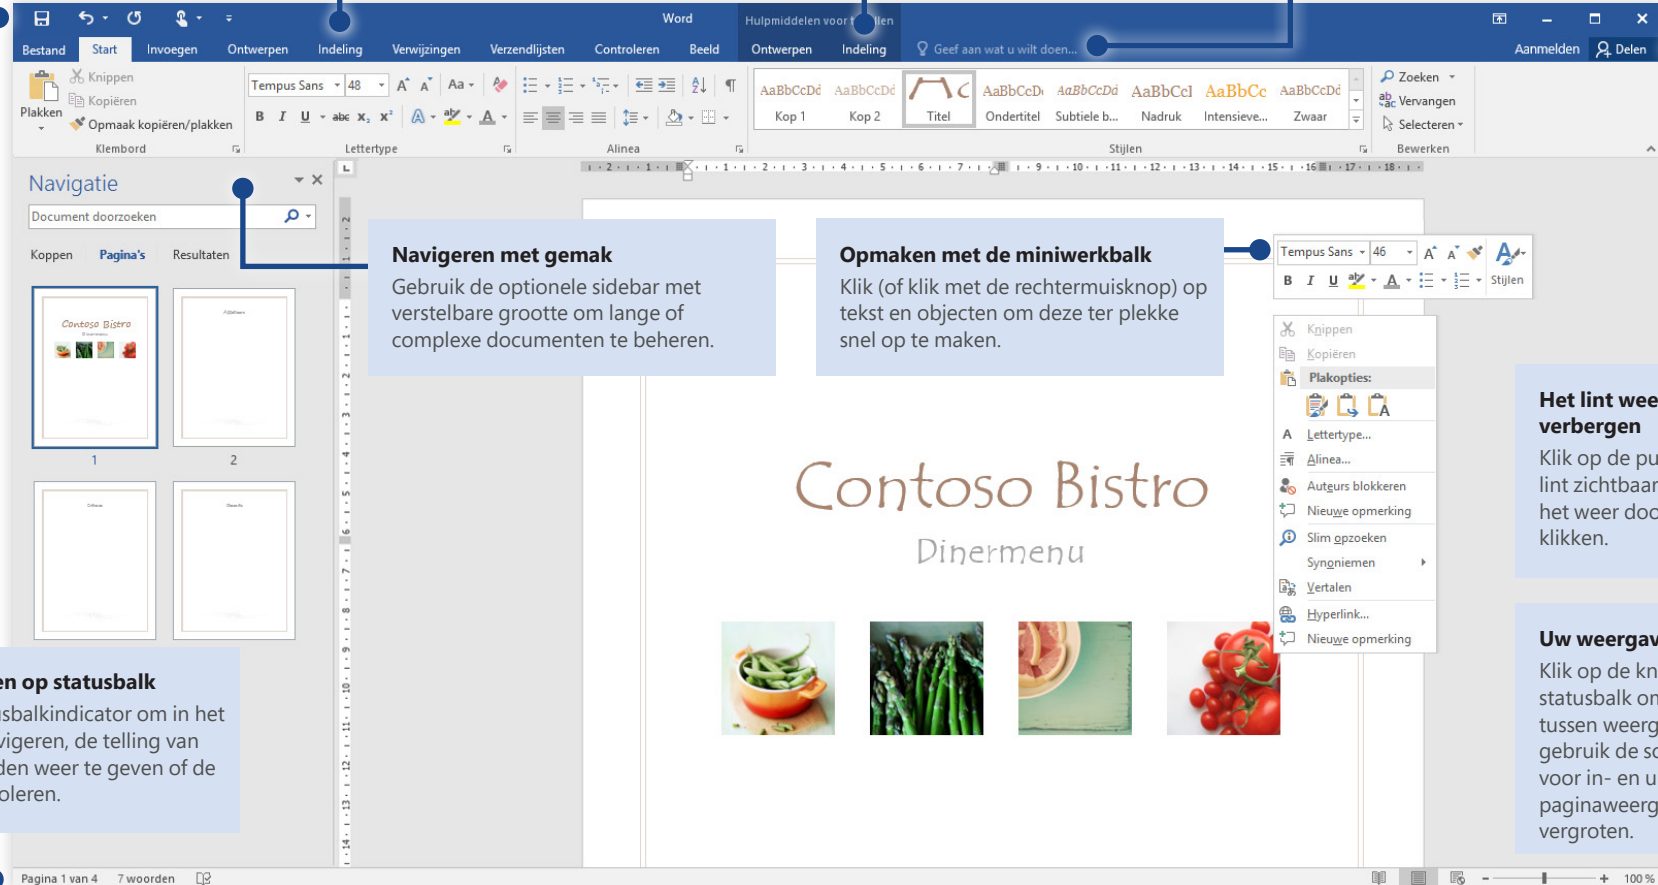 Word
Hulpmiddelen voor
Bestand Start Invoegen Ontwerpen Indeling Verwijzingen Verzendlijsten Controleren Beeld Ontwerpen Indeling Geef aan wat u wilt doen... Aanmelden Delen
Plakken
Knippen
Kopiëren
Opmaak kopiëren/plakken
Klembord
Tempus Sans 48
Lettertype
Alinea
AaBbCcDd AaBbCcDd AaBbCcDd AaBbCcDd AaBbCcI AaBbCc AaBbCcDd
Kop 1 Kop 2 Titel Ondertitel Subtiele b... Nadruk Intensieve... Zwaar
Stijlen
Zoeken
Vervangen
Selecteren
Bewerken
Navigatie
Document doorzoeken
Koppen Pagina's Resultaten
Contoso Bistro
1 2
Navigeren met gemak
Gebruik de optionele sidebar met
verstelbare grootte om lange of
complexe documenten te beheren.
Opmaken met de miniwerkbalk
Klik (of klik met de rechtermuisknop) op
tekst en objecten om deze ter plekke
snel op te maken.
Tempus Sans 46
B I U Stijlen
Knippen
Kopiëren
Plakopties:
Lettertype...
Alinea...
Auteurs blokkeren
Nieuwe opmerking
Slim opzoeken
Synoniemen
Vertalen
Hyperlink...
Nieuwe opmerking
Contoso Bistro
Dinermenu
Het lint wee
verbergen
Klik op de pu
lint zichtbaar
het weer doo
klikken.
Uw weergav
Klik op de kn
statusbalk om
tussen weerg
gebruik de sc
voor in- en u
paginaweerg
vergroten.
en op statusbalk
usbalkindicator om in het
vigeren, de telling van
den weer te geven of de
oleren.
Pagina 1 van 4 7 woorden 100 %